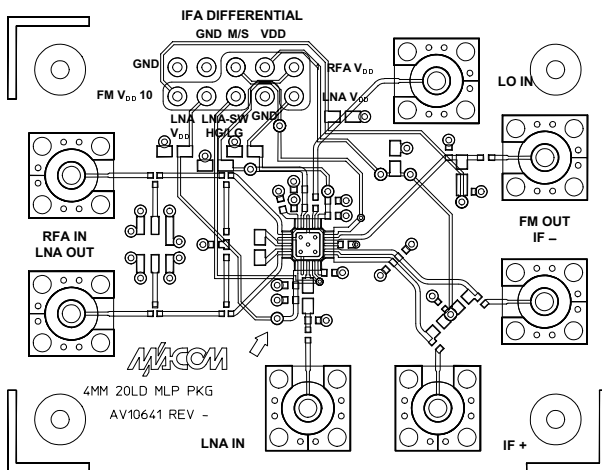 IFA DIFFERENTIAL
GND M/S VDD
GND
RFA VDD
FM VDD 10
LNA VDD
LNA VDD
LNA-SW HG/LG
GND
LO IN
RFA IN
LNA OUT
FM OUT
IF –
M/ACOM
4MM 20LD MLP PKG
AV10641 REV -
LNA IN
IF +